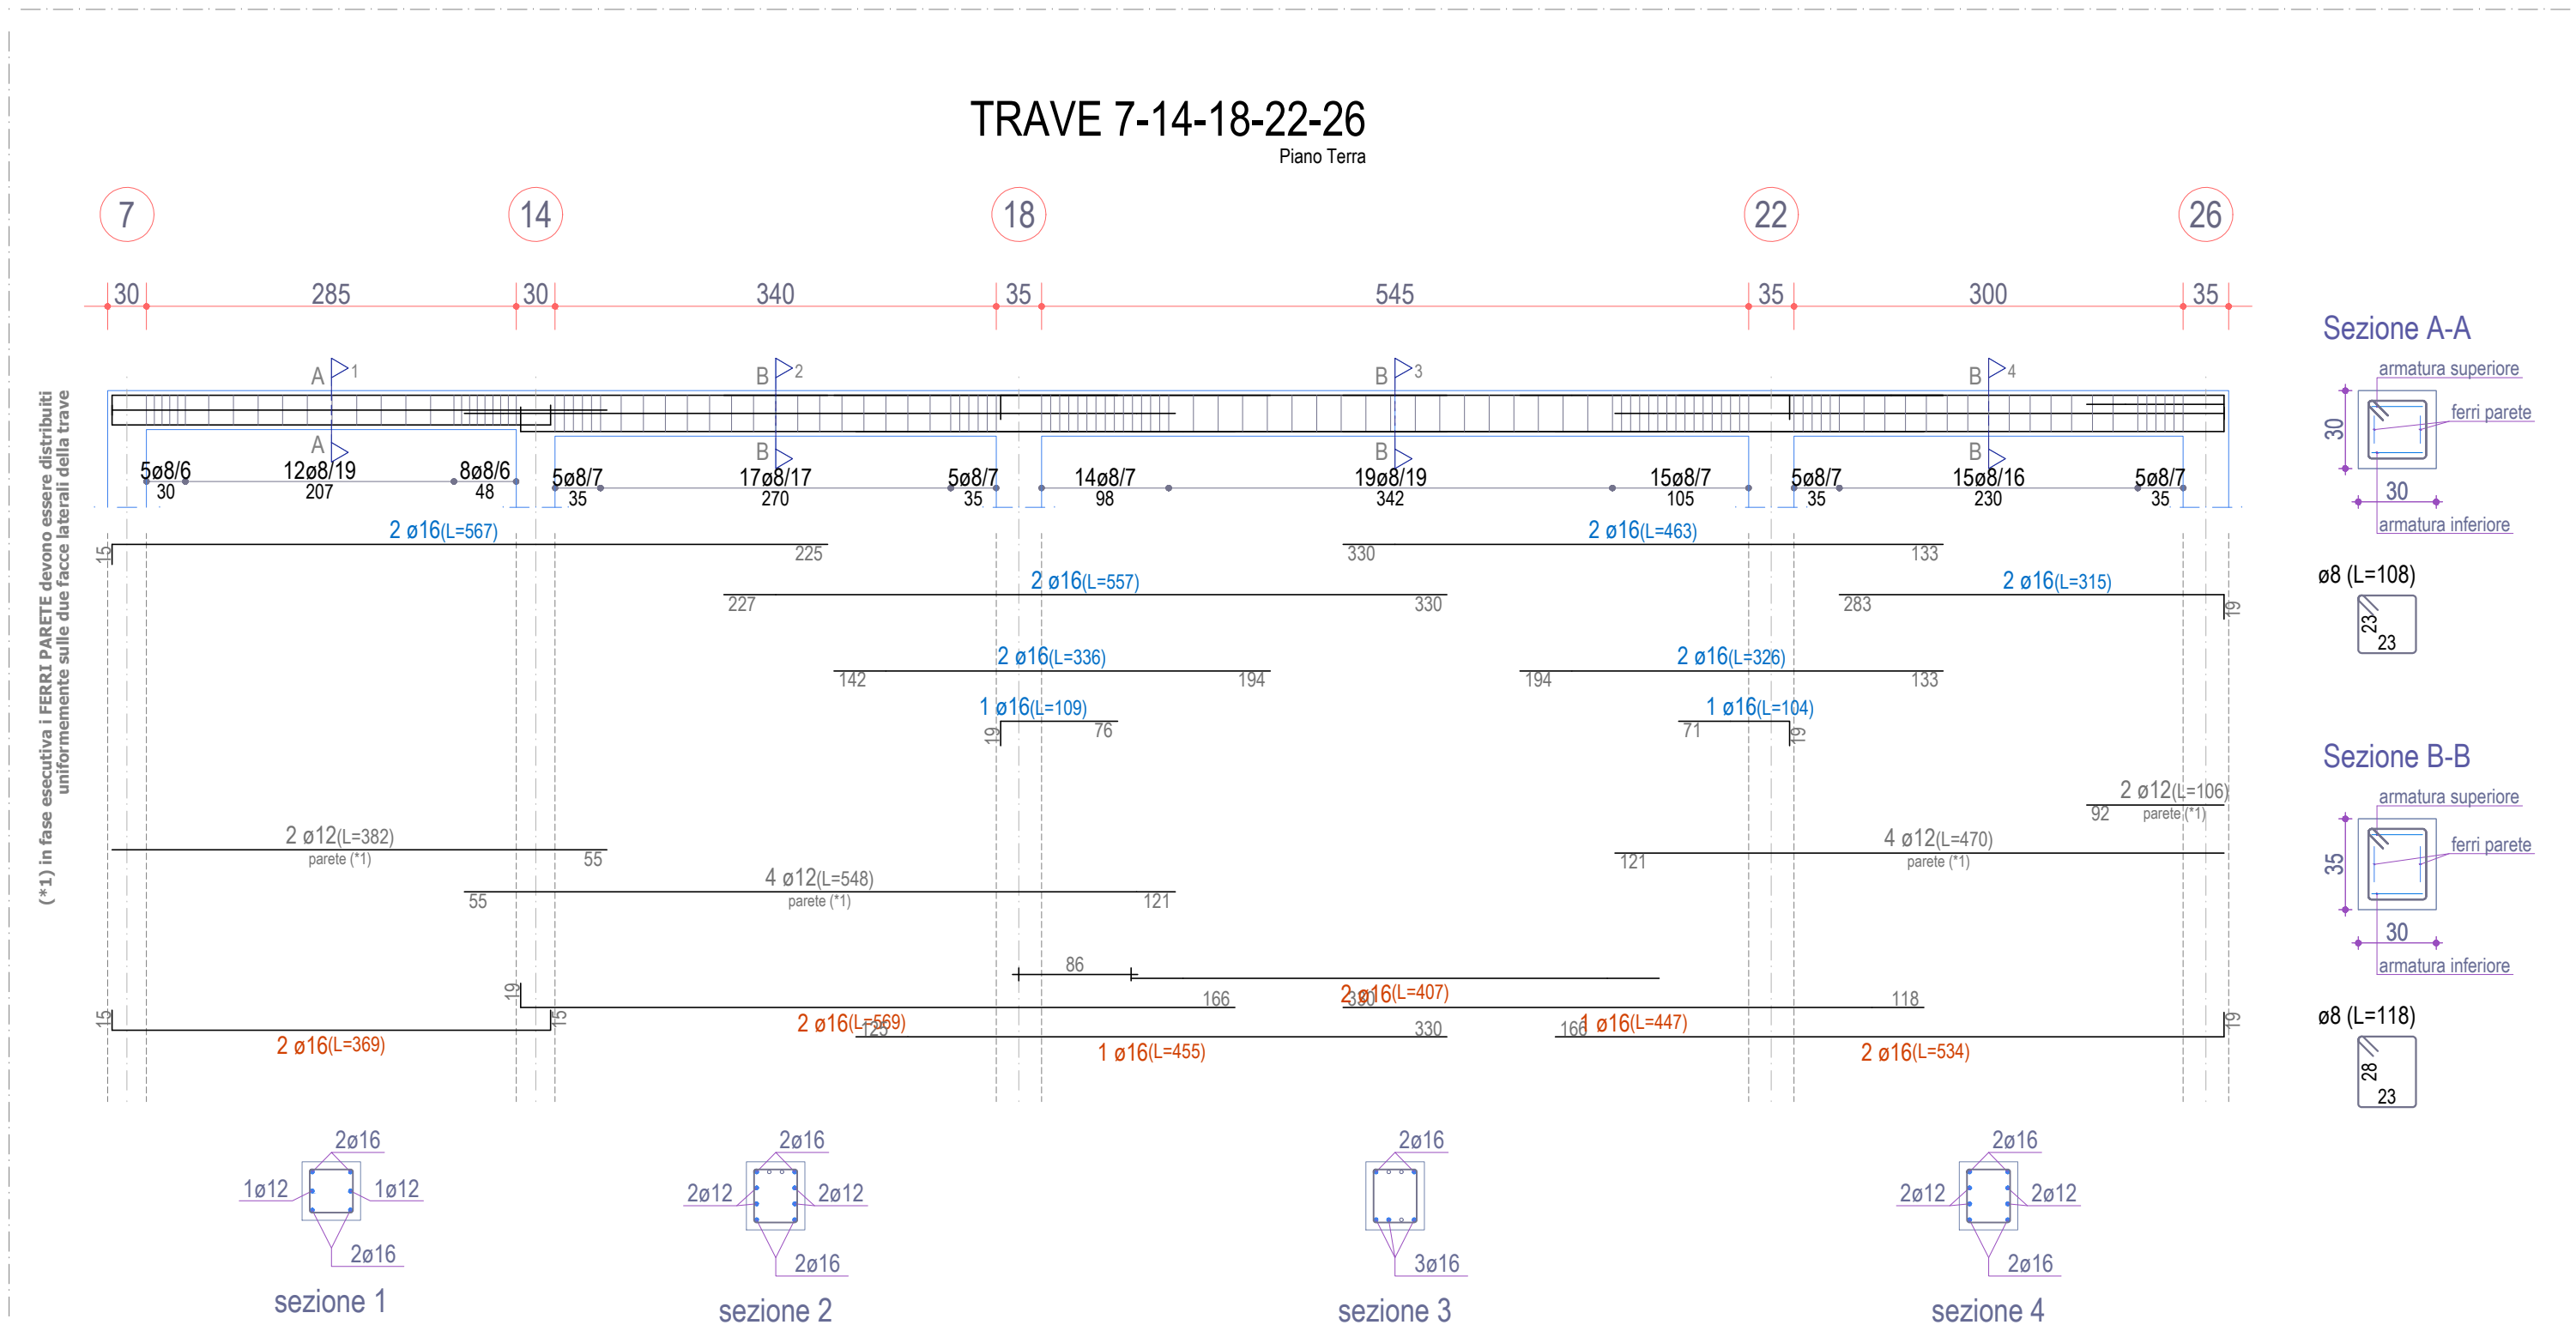 TRAVE 7-14-18-22-26
Piano Terra
7
14
18
22
26
30
285
30
340
35
545
35
300
35
A
1
B
2
B
3
B
4
A
B
B
B
5ø8/6
30
12ø8/19
207
8ø8/6
48
5ø8/7
35
17ø8/17
270
5ø8/7
35
14ø8/7
98
19ø8/19
342
15ø8/7
105
5ø8/7
35
15ø8/16
230
5ø8/7
35
(*1) in fase esecutiva i FERRI PARETE devono essere distribuiti
uniformemente sulle due facce laterali della trave
15
2 ø16(L=567)
225
330
2 ø16(L=463)
133
227
2 ø16(L=557)
330
283
2 ø16(L=315)
19
142
2 ø16(L=336)
194
194
2 ø16(L=326)
133
19
1 ø16(L=109)
76
71
1 ø16(L=104)
19
2 ø12(L=106)
92
parete (*1)
2 ø12(L=382)
parete (*1)
55
4 ø12(L=470)
121
parete (*1)
4 ø12(L=548)
55
parete (*1)
121
86
2 ø16(L=407)
19
166
2 ø16(L=569)
330
118
1 ø16(L=447)
15
15
2 ø16(L=369)
125
330
1 ø16(L=455)
166
19
2 ø16(L=534)
Sezione A-A
armatura superiore
ferri parete
30
30
armatura inferiore
ø8 (L=108)
23
23
Sezione B-B
armatura superiore
ferri parete
35
30
armatura inferiore
ø8 (L=118)
28
23
2ø16
1ø12
1ø12
2ø16
sezione 1
2ø16
2ø12
2ø12
2ø16
sezione 2
2ø16
3ø16
sezione 3
2ø16
2ø12
2ø12
2ø16
sezione 4